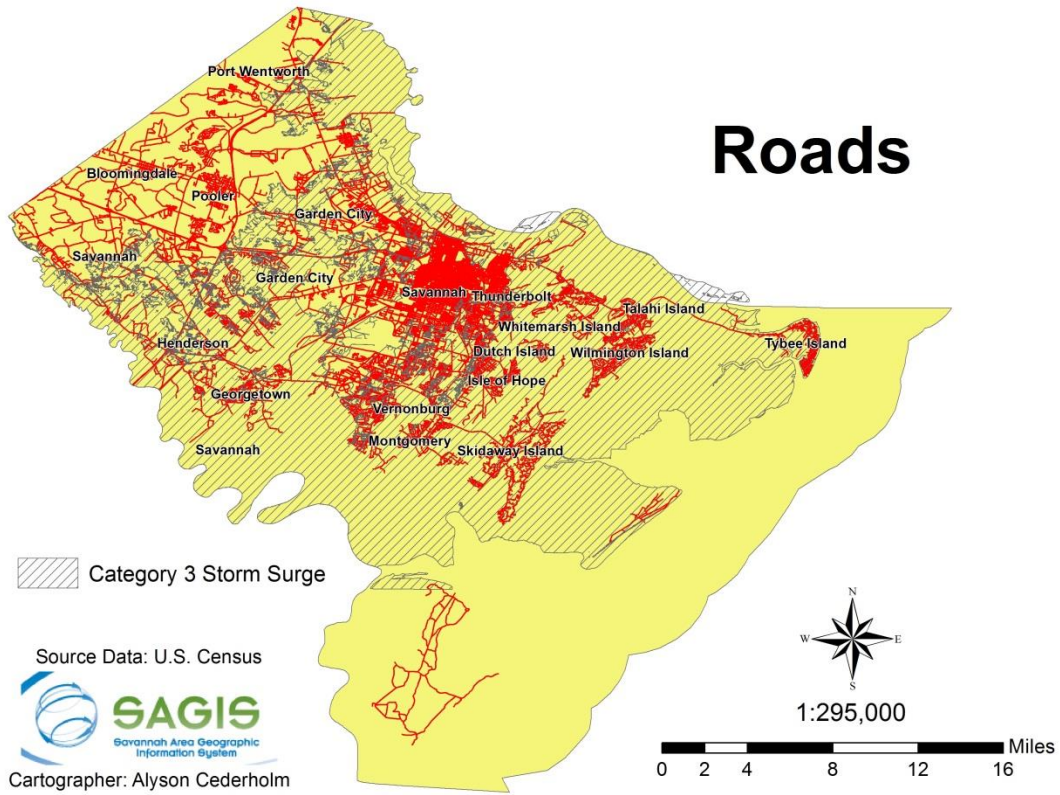 Roads
Port Wentworth
Bloomingdale
Pooler
Garden City
Savannah
Garden City
Savannah
Thunderbolt
Talahi Island
Whitemarsh Island
Tybee Island
Henderson
Dutch Island
Wilmington Island
Isle of Hope
Georgetown
Vernonburg
Montgomery
Savannah
Skidaway Island
Category 3 Storm Surge
Source Data: U.S. Census
SAGIS
Savannah Area Geographic
Information System
Cartographer: Alyson Cederholm
N
W E
S
1:295,000
Miles
0 2 4 8 12 16